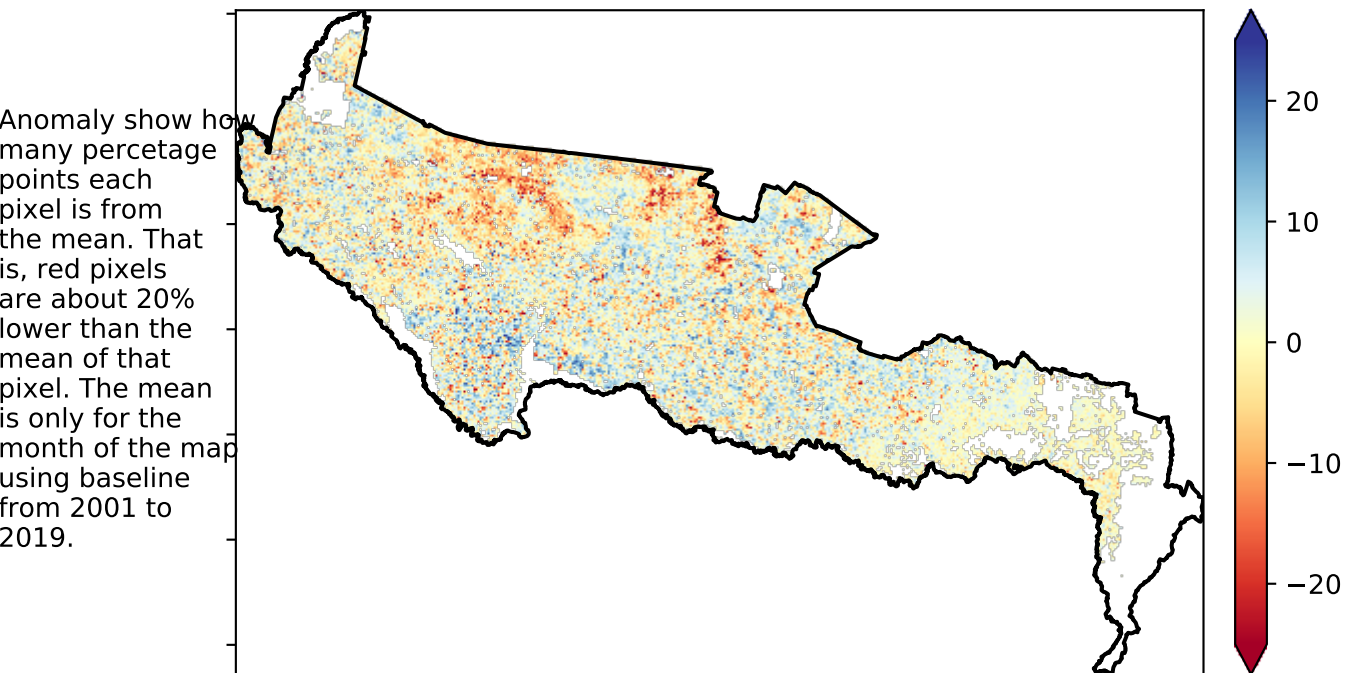 Anomaly show how
many percetage
points each
pixel is from
the mean. That
is, red pixels
are about 20%
lower than the
mean of that
pixel. The mean
is only for the
month of the map
using baseline
from 2001 to
2019.
20
10
0
−10
−20